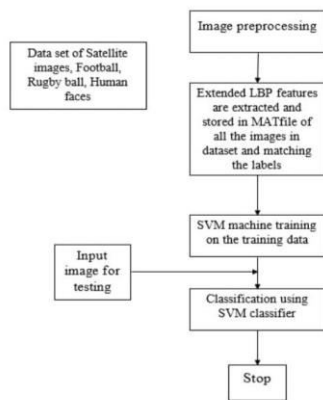 Image preprocessing
Data set of Satellite
images, Football,
Rugby ball, Human
faces
Extended LBP features
are extracted and
stored in MATfile of
all the images in
dataset and matching
the labels
SVM machine training
on the training data
Input
image for
testing
Classification using
SVM classifier
Stop